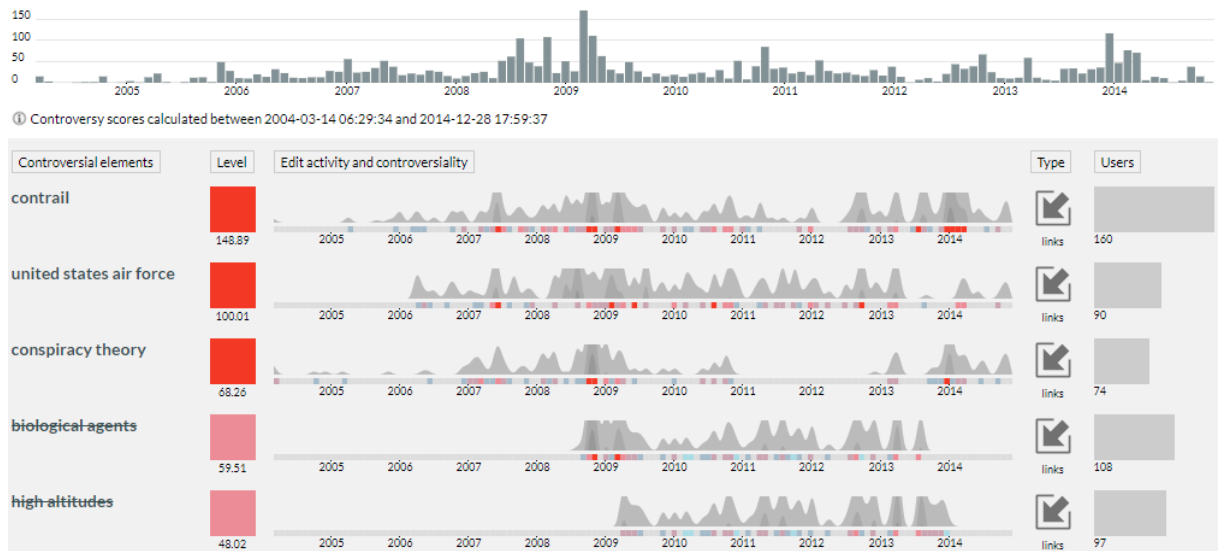 150
100
50
0
2005 2006 2007 2008 2009 2010 2011 2012 2013 2014
Controversy scores calculated between 2004-03-14 06:29:34 and 2014-12-28 17:59:37
Controversial elements Level Edit activity and controversiality Type Users
contrail
148.89 2005 2006 2007 2008 2009 2010 2011 2012 2013 2014 links 160
united states air force
100.01 2005 2006 2007 2008 2009 2010 2011 2012 2013 2014 links 90
conspiracy theory
68.26 2005 2006 2007 2008 2009 2010 2011 2012 2013 2014 links 74
biological agents
59.51 2005 2006 2007 2008 2009 2010 2011 2012 2013 2014 links 108
high altitudes
48.02 2005 2006 2007 2008 2009 2010 2011 2012 2013 2014 links 97